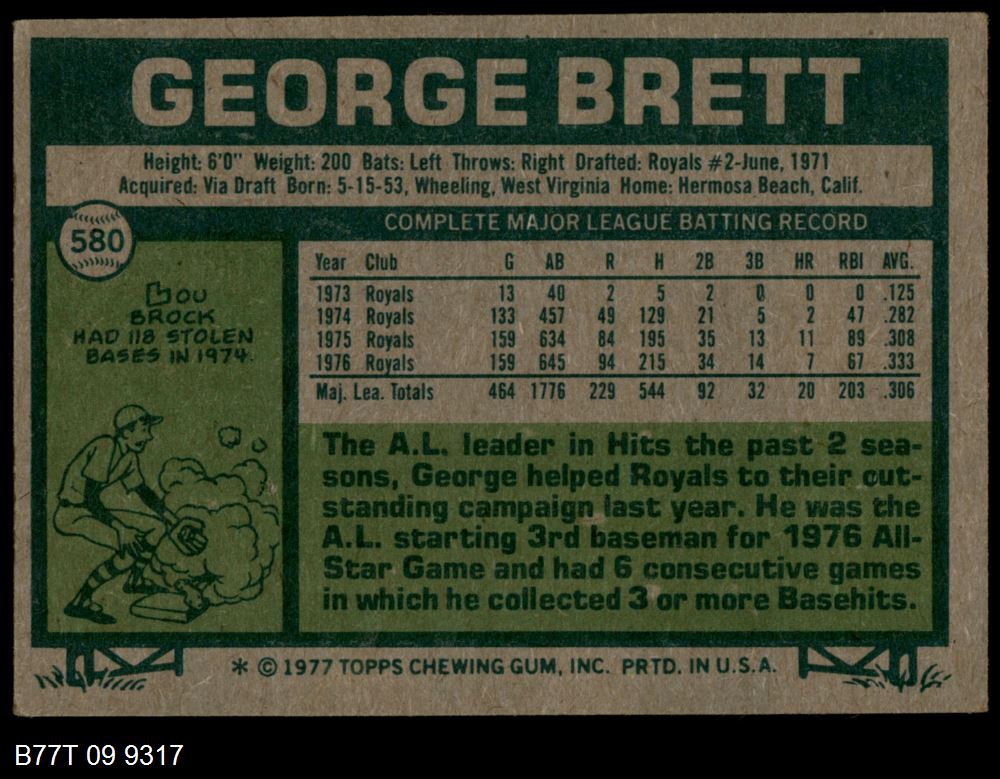 GEORGE BRETT
Height: 6'0" Weight: 200 Bats: Left Throws: Right Drafted: Royals #2-June, 1971
Acquired: Via Draft Born: 5-15-53, Wheeling, West Virginia Home: Hermosa Beach, Calif.
580
COMPLETE MAJOR LEAGUE BATTING RECORD
LOU
BROCK
HAD 118 STOLEN
BASES IN 1974.
Year Club G AB R H 2B 3B HR RBI AVG.
1973 Royals 13 40 2 5 2 0 0 0 .125
1974 Royals 133 457 49 129 21 5 2 47 .282
1975 Royals 159 634 84 195 35 13 11 89 .308
1976 Royals 159 645 94 215 34 14 7 67 .333
Maj. Lea. Totals 464 1776 229 544 92 32 20 203 .306
The A.L. leader in Hits the past 2 sea-
sons, George helped Royals to their out-
standing campaign last year. He was the
A.L. starting 3rd baseman for 1976 All-
Star Game and had 6 consecutive games
in which he collected 3 or more Basehits.
* © 1977 TOPPS CHEWING GUM, INC. PRTD. IN U.S.A.
B77T 09 9317